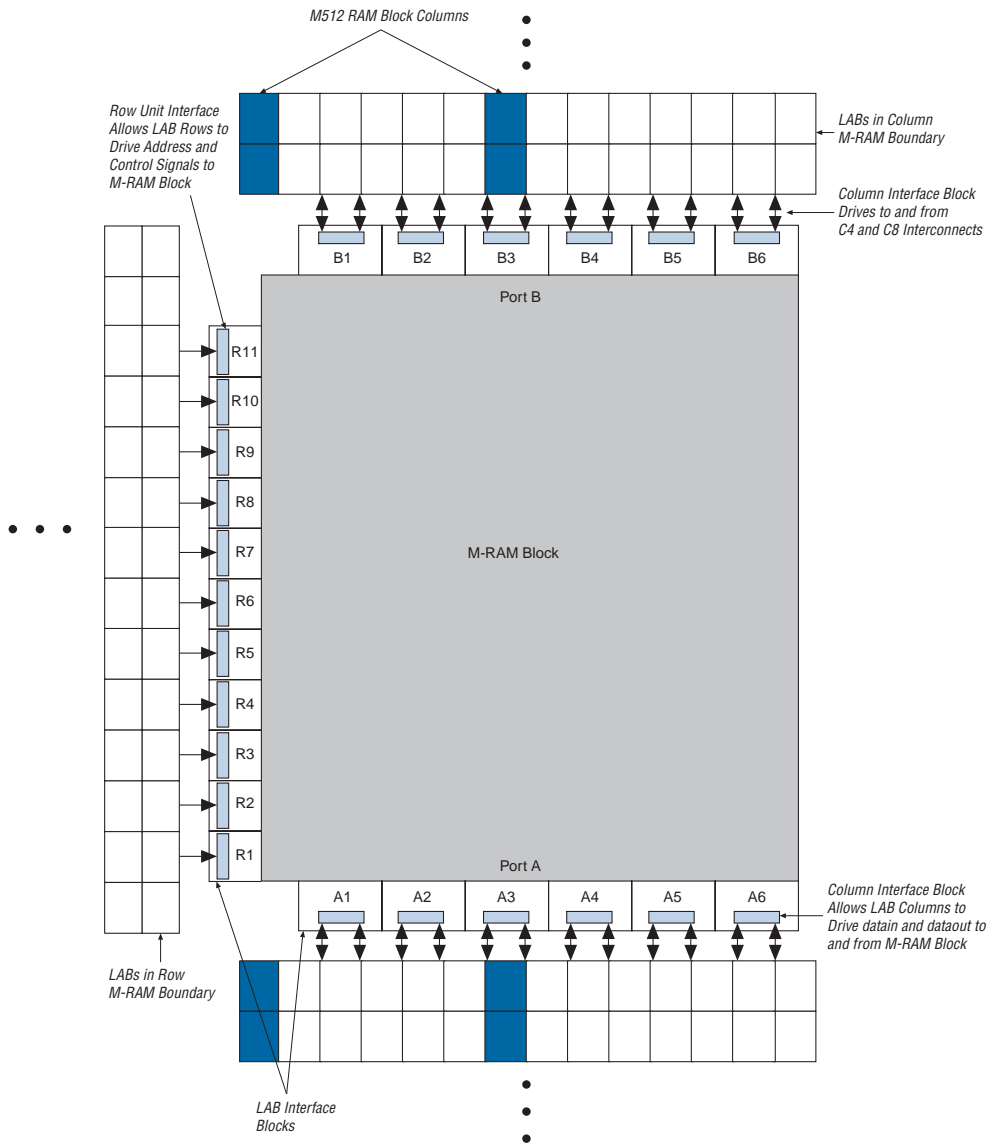 M512 RAM Block Columns
Row Unit Interface
Allows LAB Rows to
Drive Address and
Control Signals to
M-RAM Block
LABs in Column
M-RAM Boundary
Column Interface Block
Drives to and from
C4 and C8 Interconnects
B1
B2
B3
B4
B5
B6
Port B
R11
R10
R9
R8
R7
M-RAM Block
R6
R5
R4
R3
R2
R1
Port A
A1
A2
A3
A4
A5
A6
Column Interface Block
Allows LAB Columns to
Drive datain and dataout to
and from M-RAM Block
LABs in Row
M-RAM Boundary
LAB Interface
Blocks